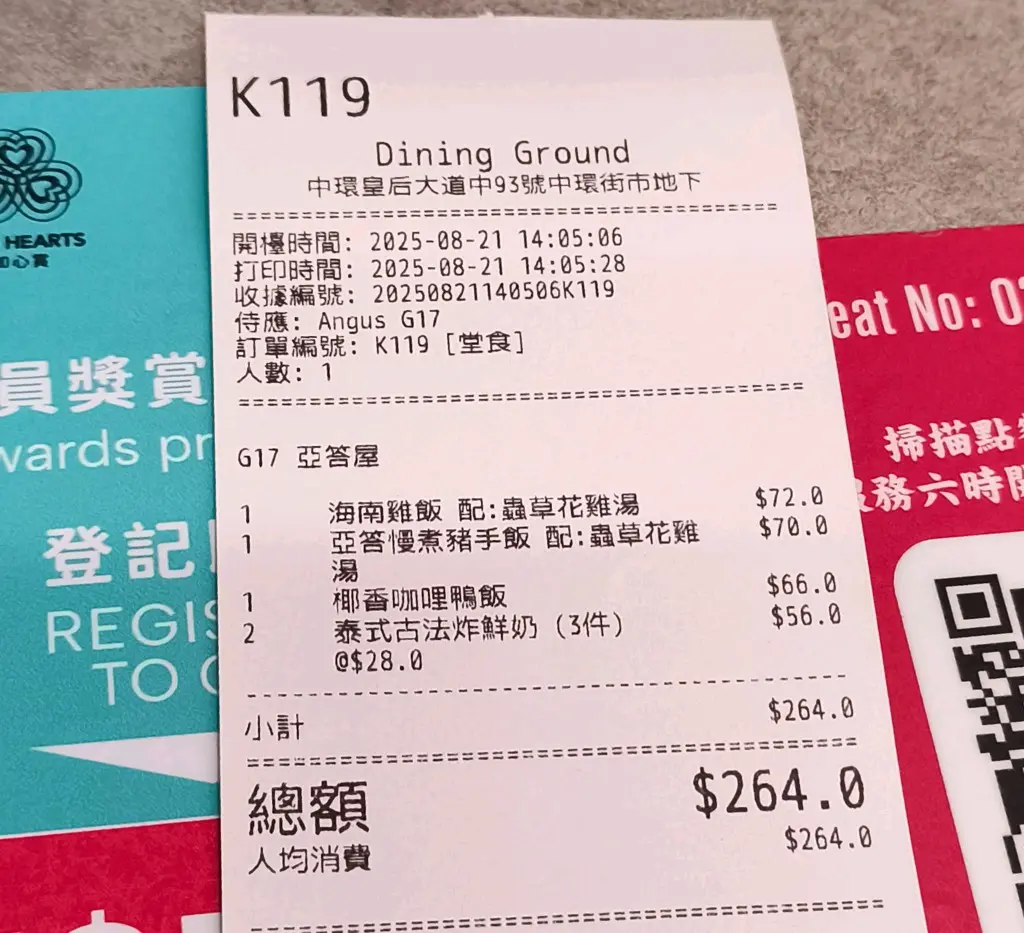 HEARTS
心賞
員獎賞
wards pr
登記
REGIS
TO
K119
Dining Ground
中環皇后大道中93號中環街市地下
開檯時間: 2025-08-21 14:05:06
打印時間: 2025-08-21 14:05:28
收據編號: 20250821140506K119
侍應: Angus G17
訂單編號: K119 [堂食]
人數: 1
G17 亞答屋
1 海南雞飯 配:蟲草花雞湯 $72.0
1 亞答慢煮豬手飯 配:蟲草花雞 $70.0
湯
1 椰香咖哩鴨飯 $66.0
2 泰式古法炸鮮奶 (3件) $56.0
@$28.0
小計 $264.0
總額 $264.0
人均消費 $264.0
eat No: 0
掃描點
務六時